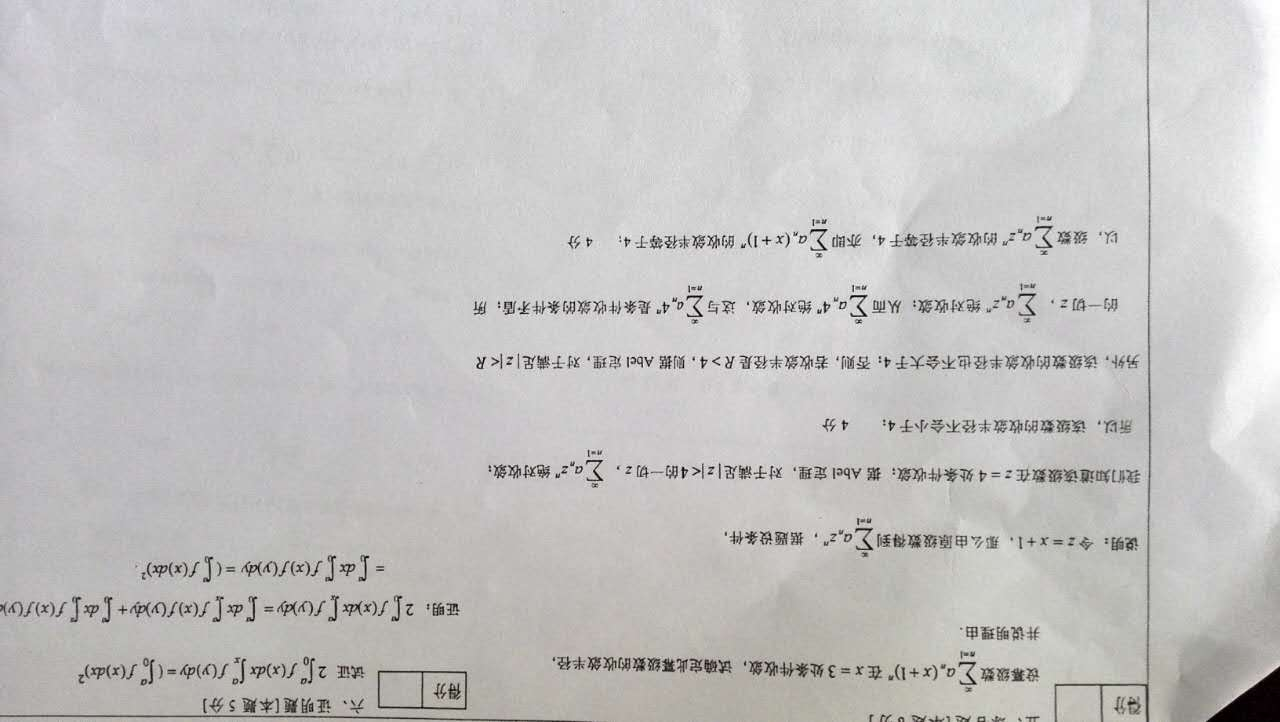 得分
设幂级数 $\sum_{n=1}^{\infty} a_n(x+1)^n$ 在 x = 3 处条件收敛，试确定此幂级数的收敛半径，
并说明理由.
说明：令 z = x + 1，那么由原级数得到 $\sum_{n=1}^{\infty} a_n z^n$，据题设条件，
我们知道该级数在 z = 4 处条件收敛；据 Abel 定理，对于满足 | z |< 4 的一切 z，$\sum_{n=1}^{\infty} a_n z^n$ 绝对收敛；
所以，该级数的收敛半径不会小于 4； 4 分
另外，该级数的收敛半径也不会大于 4；否则，若收敛半径是 R > 4，则据 Abel 定理，对于满足 | z |< R
的一切 z，$\sum_{n=1}^{\infty} a_n z^n$ 绝对收敛；从而 $\sum_{n=1}^{\infty} a_n 4^n$ 绝对收敛，这与 $\sum_{n=1}^{\infty} a_n 4^n$ 是条件收敛的条件矛盾；所
以，级数 $\sum_{n=1}^{\infty} a_n z^n$ 的收敛半径等于 4，亦即 $\sum_{n=1}^{\infty} a_n(x+1)^n$ 的收敛半径等于 4； 4 分
得分
六、证明题[本题 5 分]
试证 $2\int_0^a f(x)dx\int_x^a f(y)dy = (\int_0^a f(x)dx)^2$
证明：$2\int_0^a f(x)dx\int_x^a f(y)dy = \int_0^a dx\int_x^a f(x)f(y)dy + \int_0^a dx\int_0^x f(x)f(y)$
$= \int_0^a dx\int_0^a f(x)f(y)dy = (\int_0^a f(x)dx)^2$.